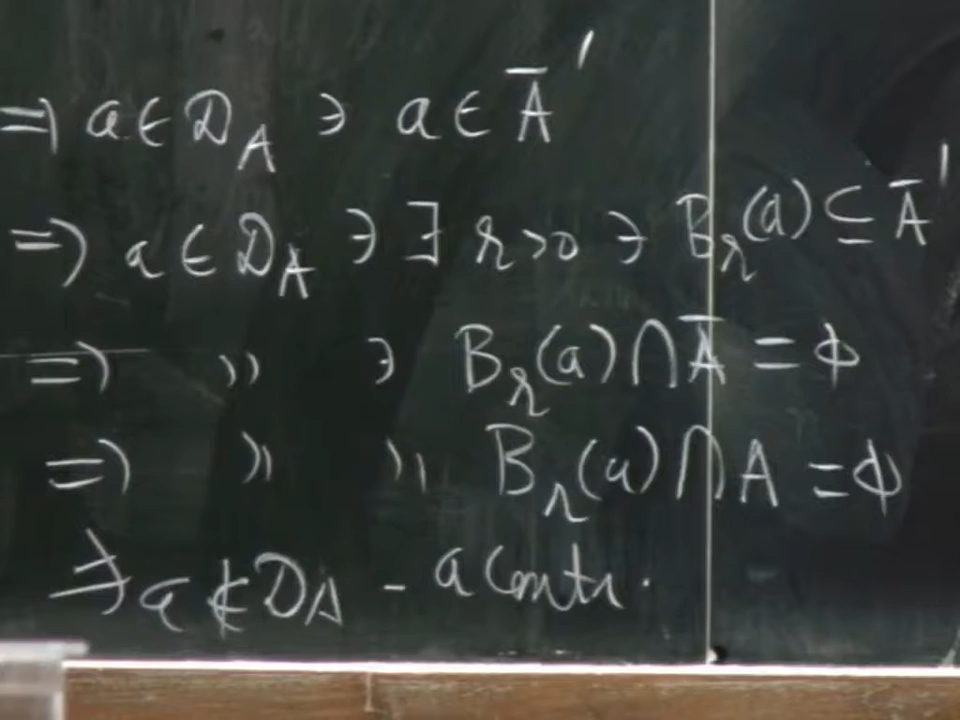 ⇒ a ∈ D_A ∋ a ∈ Ā'
⇒ a ∈ D_A ∋ ∃ r>0 ∋ B_r(a) ⊆ Ā'
⇒ " ∋ B_r(a) ∩ Ā = ϕ
⇒ " " B_r(a) ∩ A = ϕ
⇒ a ∉ D_A - a contr.